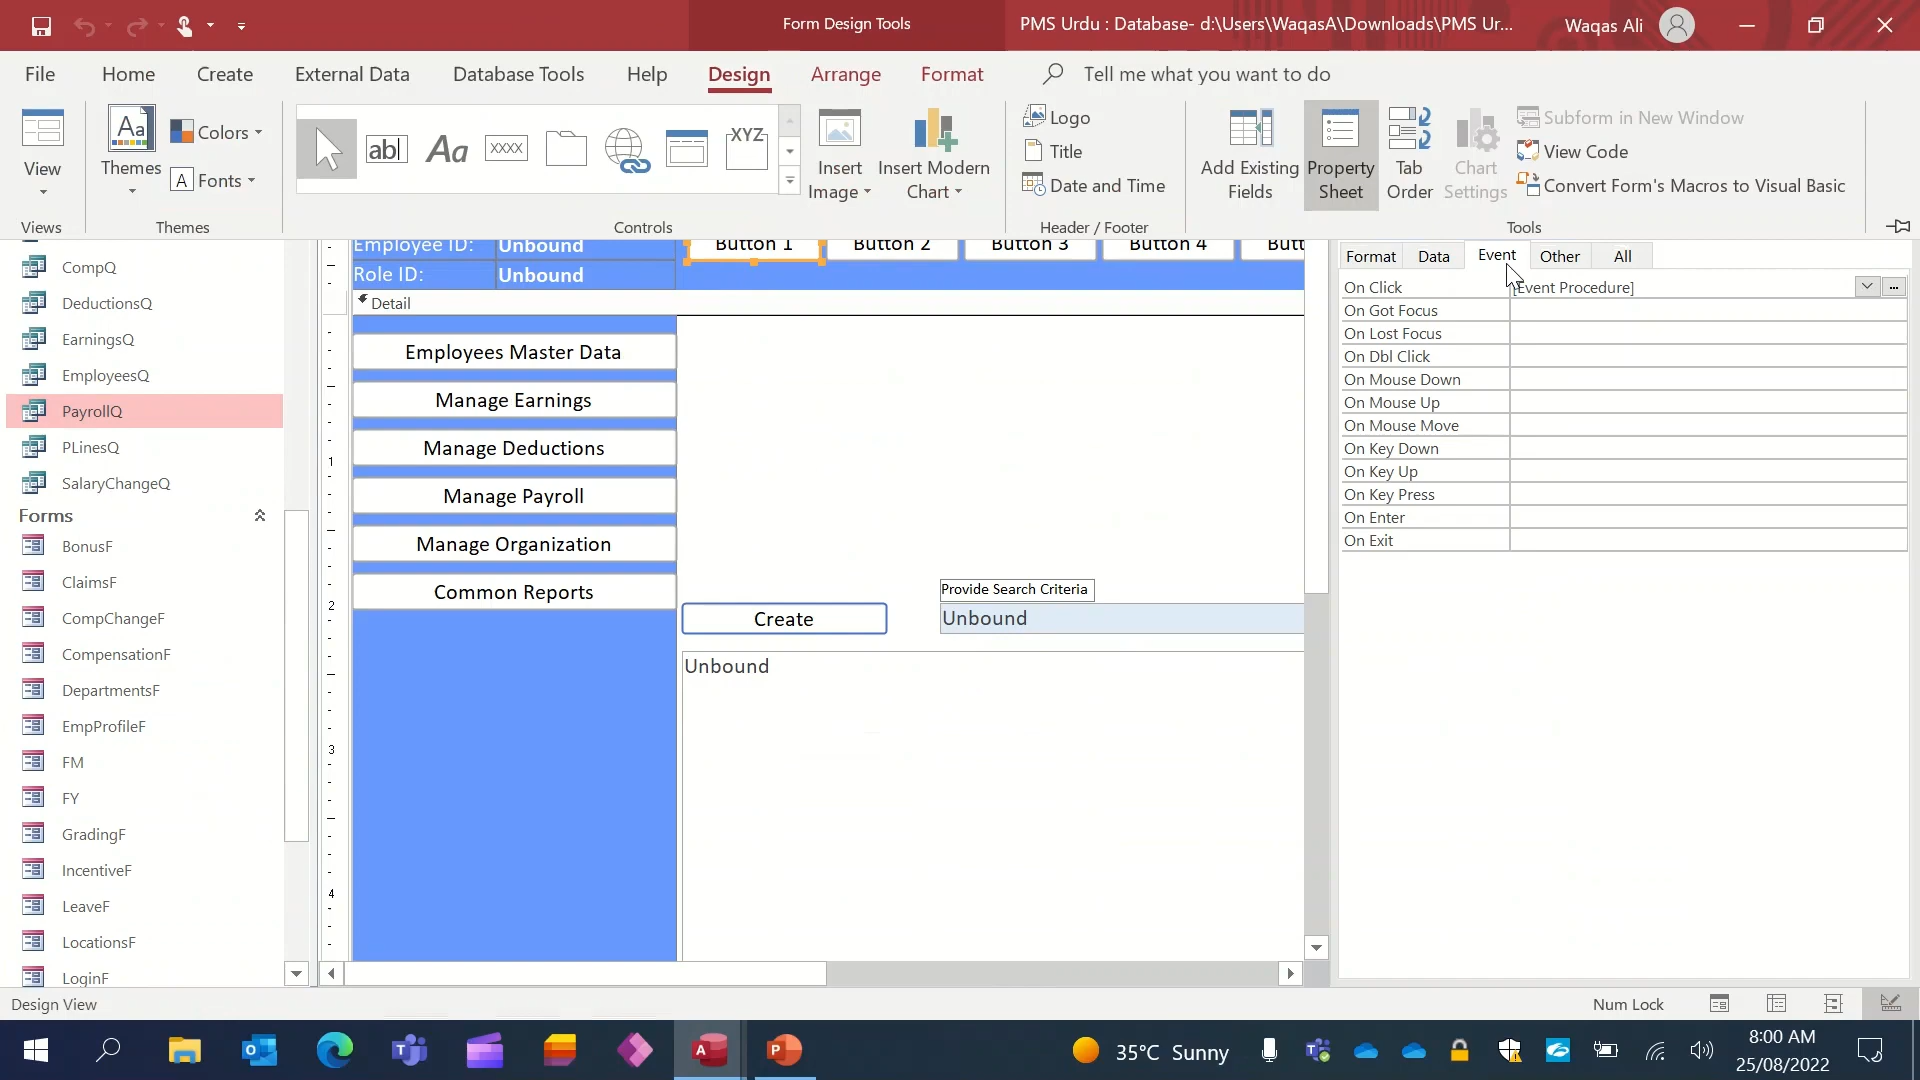 Form Design Tools
PMS Urdu : Database- d:\Users\WaqasA\Downloads\PMS Ur...
Waqas Ali
File
Home
Create
External Data
Database Tools
Help
Design
Arrange
Format
Tell me what you want to do
View
Views
Aa
Themes
Colors
A Fonts
Themes
ab|
Aa
XXXX
XYZ
Controls
Insert Image
Insert Modern Chart
Logo
Title
Date and Time
Header / Footer
Add Existing Fields
Property Sheet
Tab Order
Chart Settings
Subform in New Window
View Code
Convert Form's Macros to Visual Basic
Tools
CompQ
DeductionsQ
EarningsQ
EmployeesQ
PayrollQ
PLinesQ
SalaryChangeQ
Forms
BonusF
ClaimsF
CompChangeF
CompensationF
DepartmentsF
EmpProfileF
FM
FY
GradingF
IncentiveF
LeaveF
LocationsF
LoginF
1
2
3
4
Employee ID: Unbound
Role ID: Unbound
Button 1
Button 2
Button 3
Button 4
Butt
Detail
Employees Master Data
Manage Earnings
Manage Deductions
Manage Payroll
Manage Organization
Common Reports
Create
Provide Search Criteria
Unbound
Unbound
Format
Data
Event
Other
All
On Click [Event Procedure]
On Got Focus
On Lost Focus
On Dbl Click
On Mouse Down
On Mouse Up
On Mouse Move
On Key Down
On Key Up
On Key Press
On Enter
On Exit
Design View
Num Lock
35°C Sunny
8:00 AM
25/08/2022